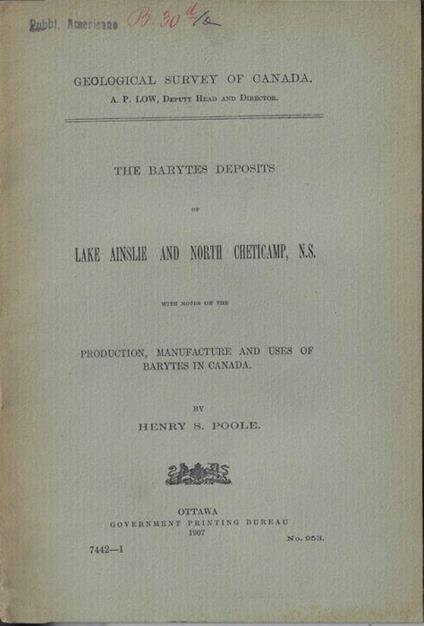 Pubbl. Americane
B. 30 d/a
GEOLOGICAL SURVEY OF CANADA.
A. P. LOW, DEPUTY HEAD AND DIRECTOR.
THE BARYTES DEPOSITS
OF
LAKE AINSLIE AND NORTH CHETICAMP, N.S.
WITH NOTES ON THE
PRODUCTION, MANUFACTURE AND USES OF
BARYTES IN CANADA.
BY
HENRY S. POOLE.
OTTAWA
GOVERNMENT PRINTING BUREAU
1907
7442—1 No. 953.